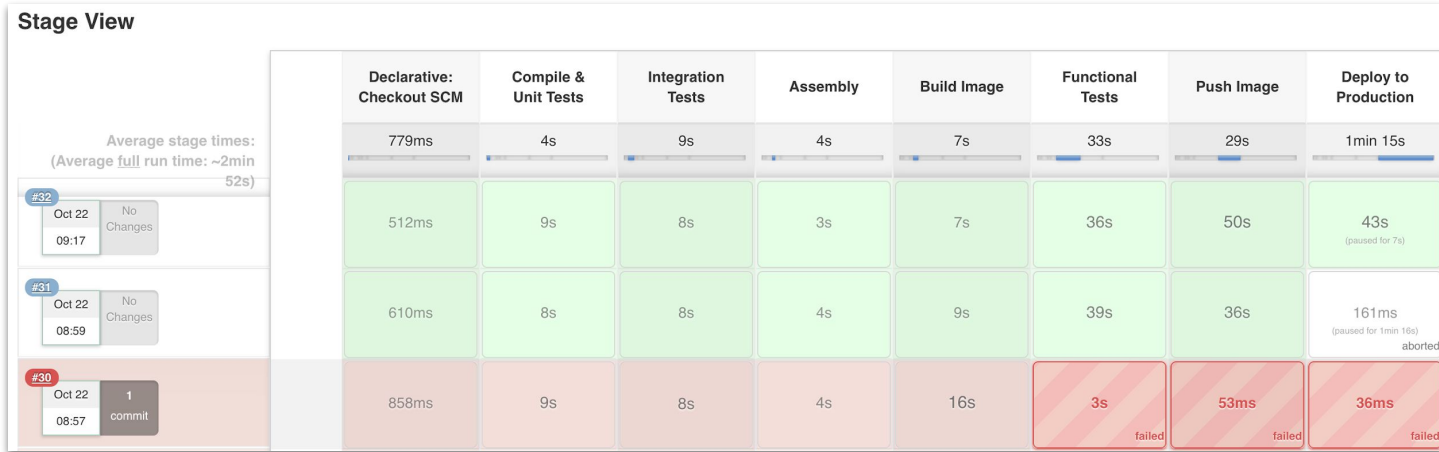 Stage View
Declarative:
Checkout SCM
Compile &
Unit Tests
Integration
Tests
Assembly
Build Image
Functional
Tests
Push Image
Deploy to
Production
Average stage times:
(Average full run time: ~2min
52s)
779ms
4s
9s
4s
7s
33s
29s
1min 15s
#32
Oct 22
09:17
No
Changes
512ms
9s
8s
3s
7s
36s
50s
43s
(paused for 7s)
#31
Oct 22
08:59
No
Changes
610ms
8s
8s
4s
9s
39s
36s
161ms
(paused for 1min 16s)
aborted
#30
Oct 22
08:57
1
commit
858ms
9s
8s
4s
16s
3s
failed
53ms
failed
36ms
failed